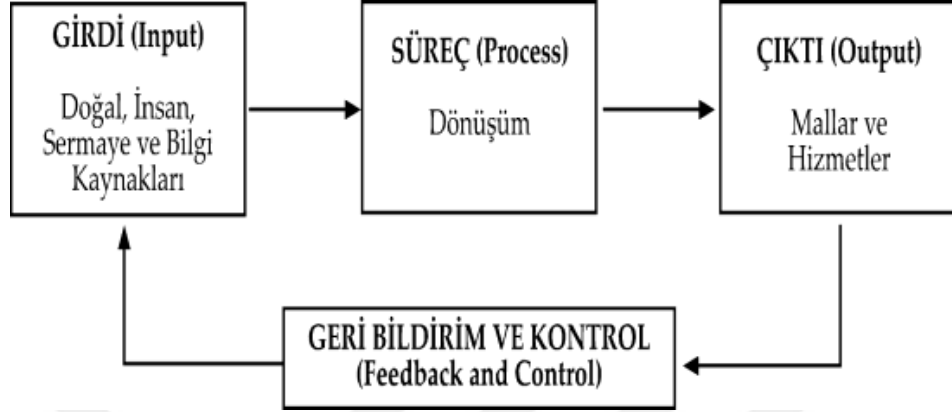 GİRDİ (Input)
Doğal, İnsan,
Sermaye ve Bilgi
Kaynakları
SÜREÇ (Process)
Dönüşüm
ÇIKTI (Output)
Mallar ve
Hizmetler
GERİ BİLDİRİM VE KONTROL
(Feedback and Control)